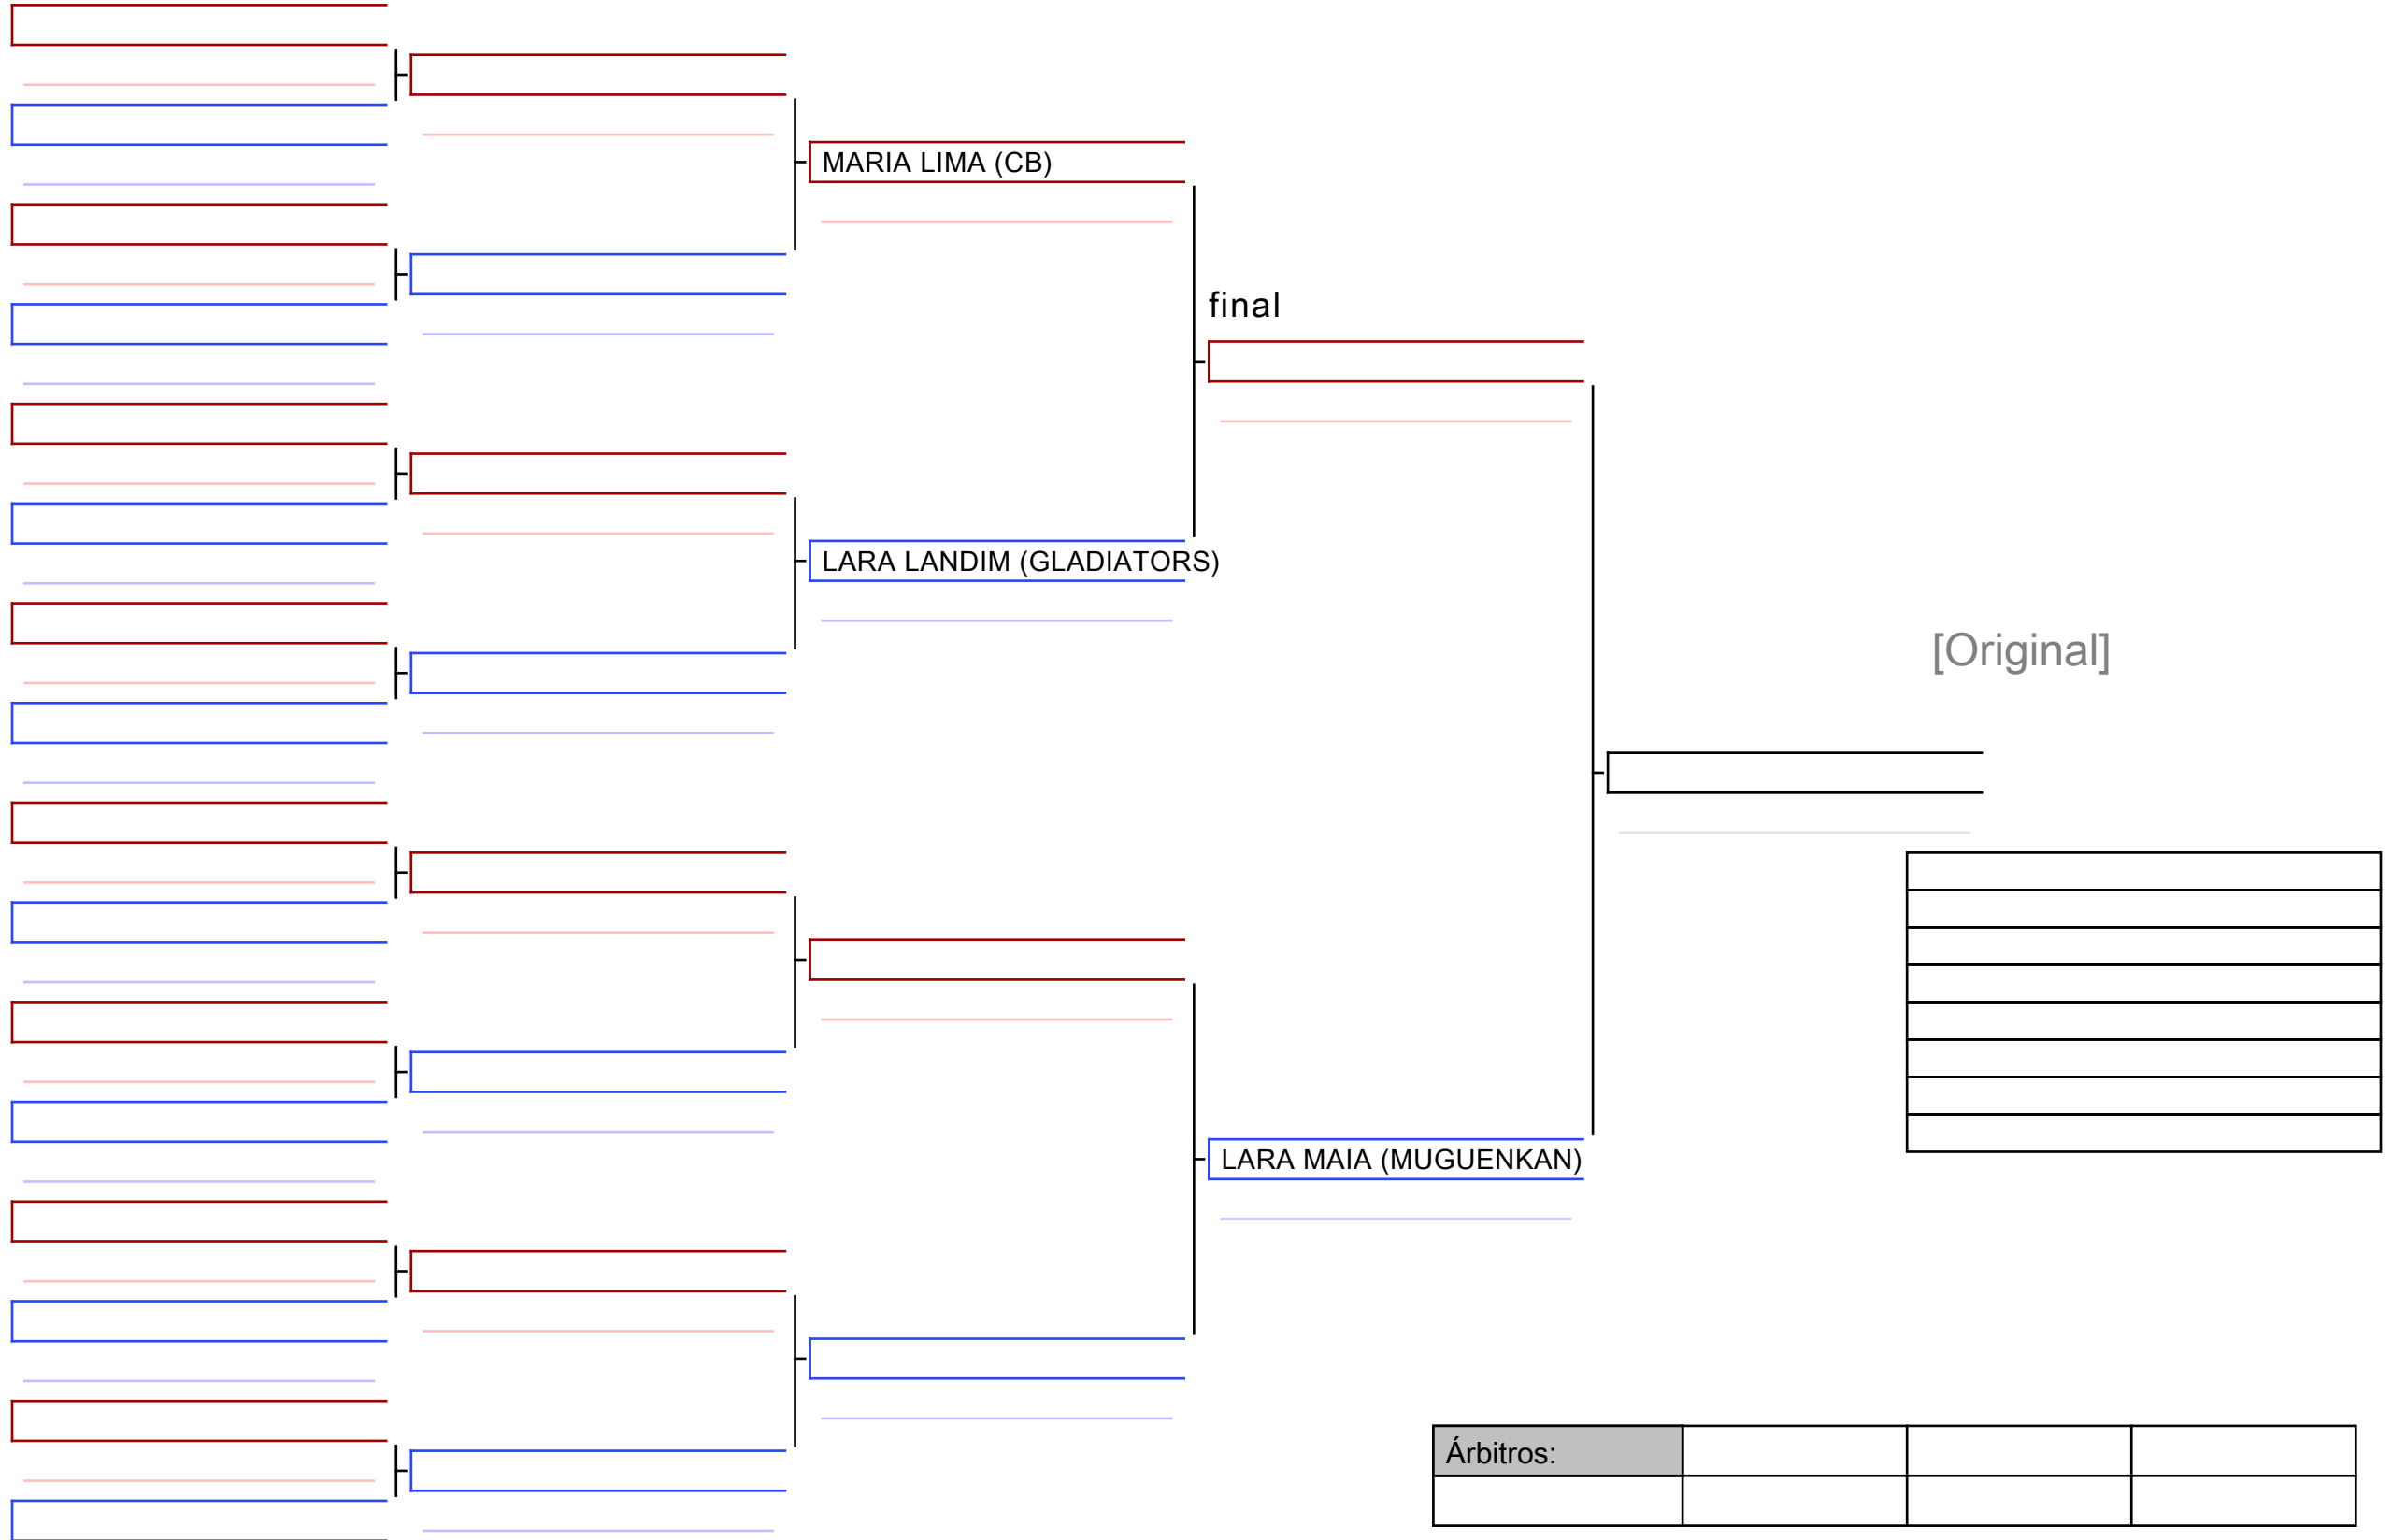 MARIA LIMA (CB)
final
LARA LANDIM (GLADIATORS)
[Original]
LARA MAIA (MUGUENKAN)
Árbitros: